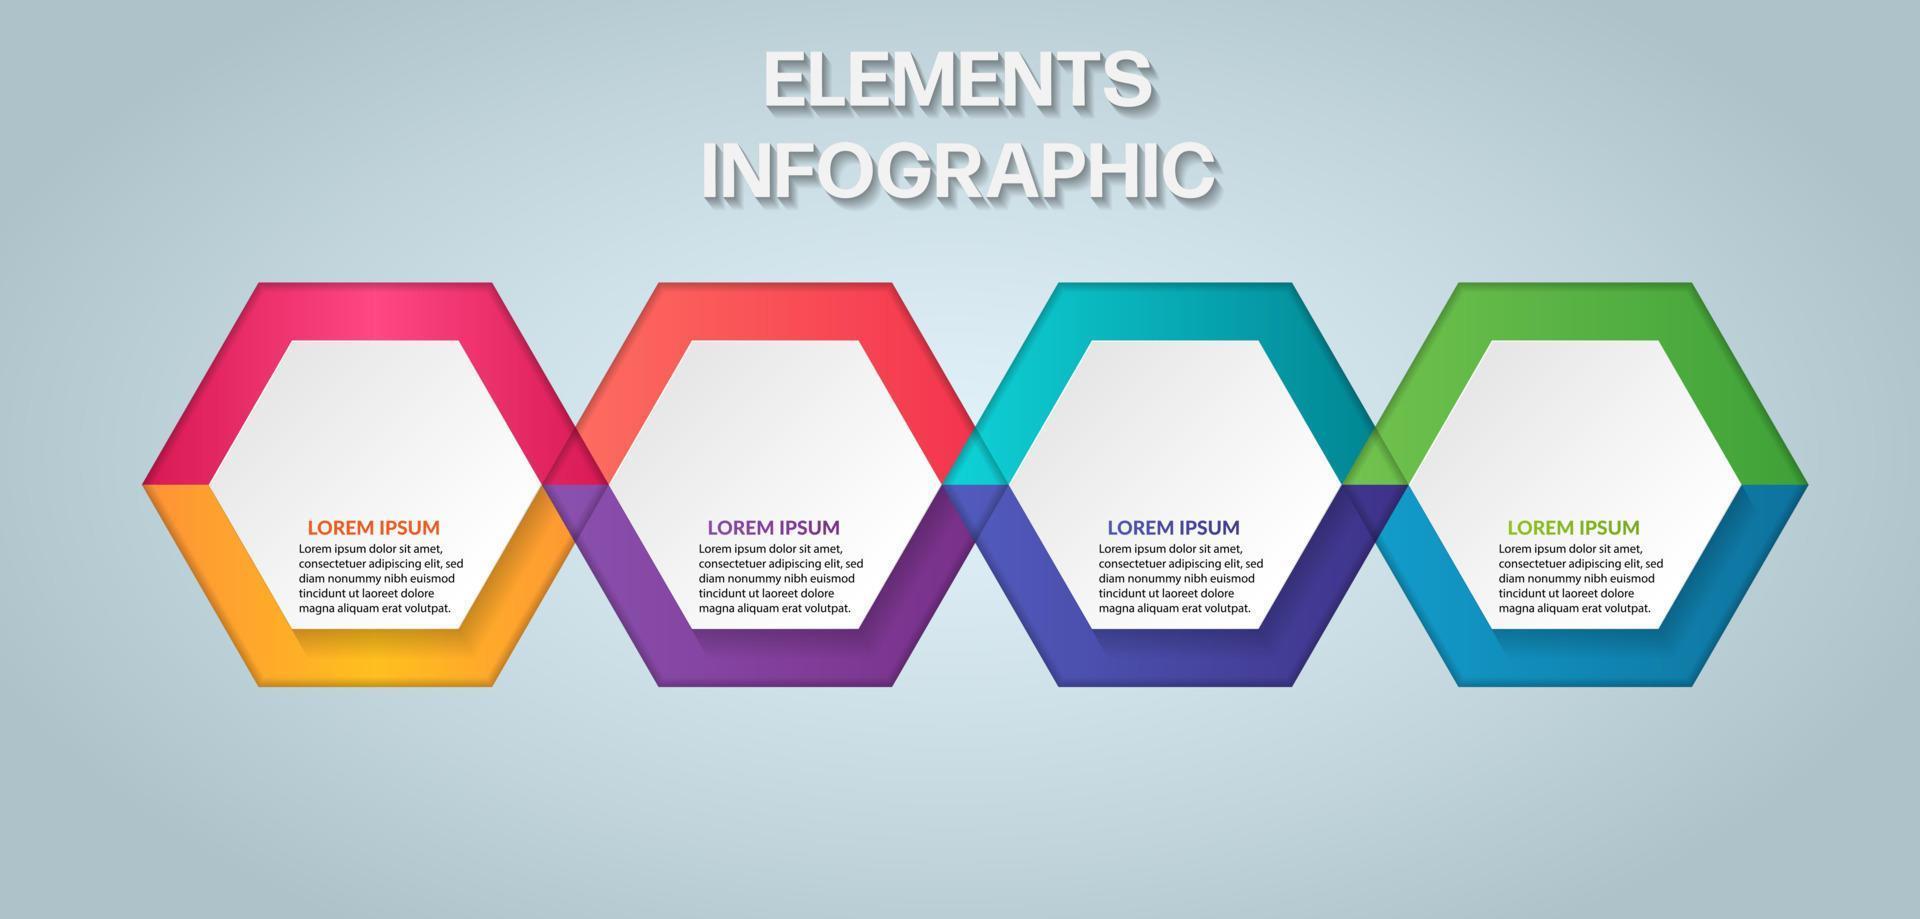 ELEMENTS
INFOGRAPHIC
LOREM IPSUM
Lorem ipsum dolor sit amet,
consectetuer adipiscing elit, sed
diam nonummy nibh euismod
tincidunt ut laoreet dolore
magna aliquam erat volutpat.
LOREM IPSUM
Lorem ipsum dolor sit amet,
consectetuer adipiscing elit, sed
diam nonummy nibh euismod
tincidunt ut laoreet dolore
magna aliquam erat volutpat.
LOREM IPSUM
Lorem ipsum dolor sit amet,
consectetuer adipiscing elit, sed
diam nonummy nibh euismod
tincidunt ut laoreet dolore
magna aliquam erat volutpat.
LOREM IPSUM
Lorem ipsum dolor sit amet,
consectetuer adipiscing elit, sed
diam nonummy nibh euismod
tincidunt ut laoreet dolore
magna aliquam erat volutpat.